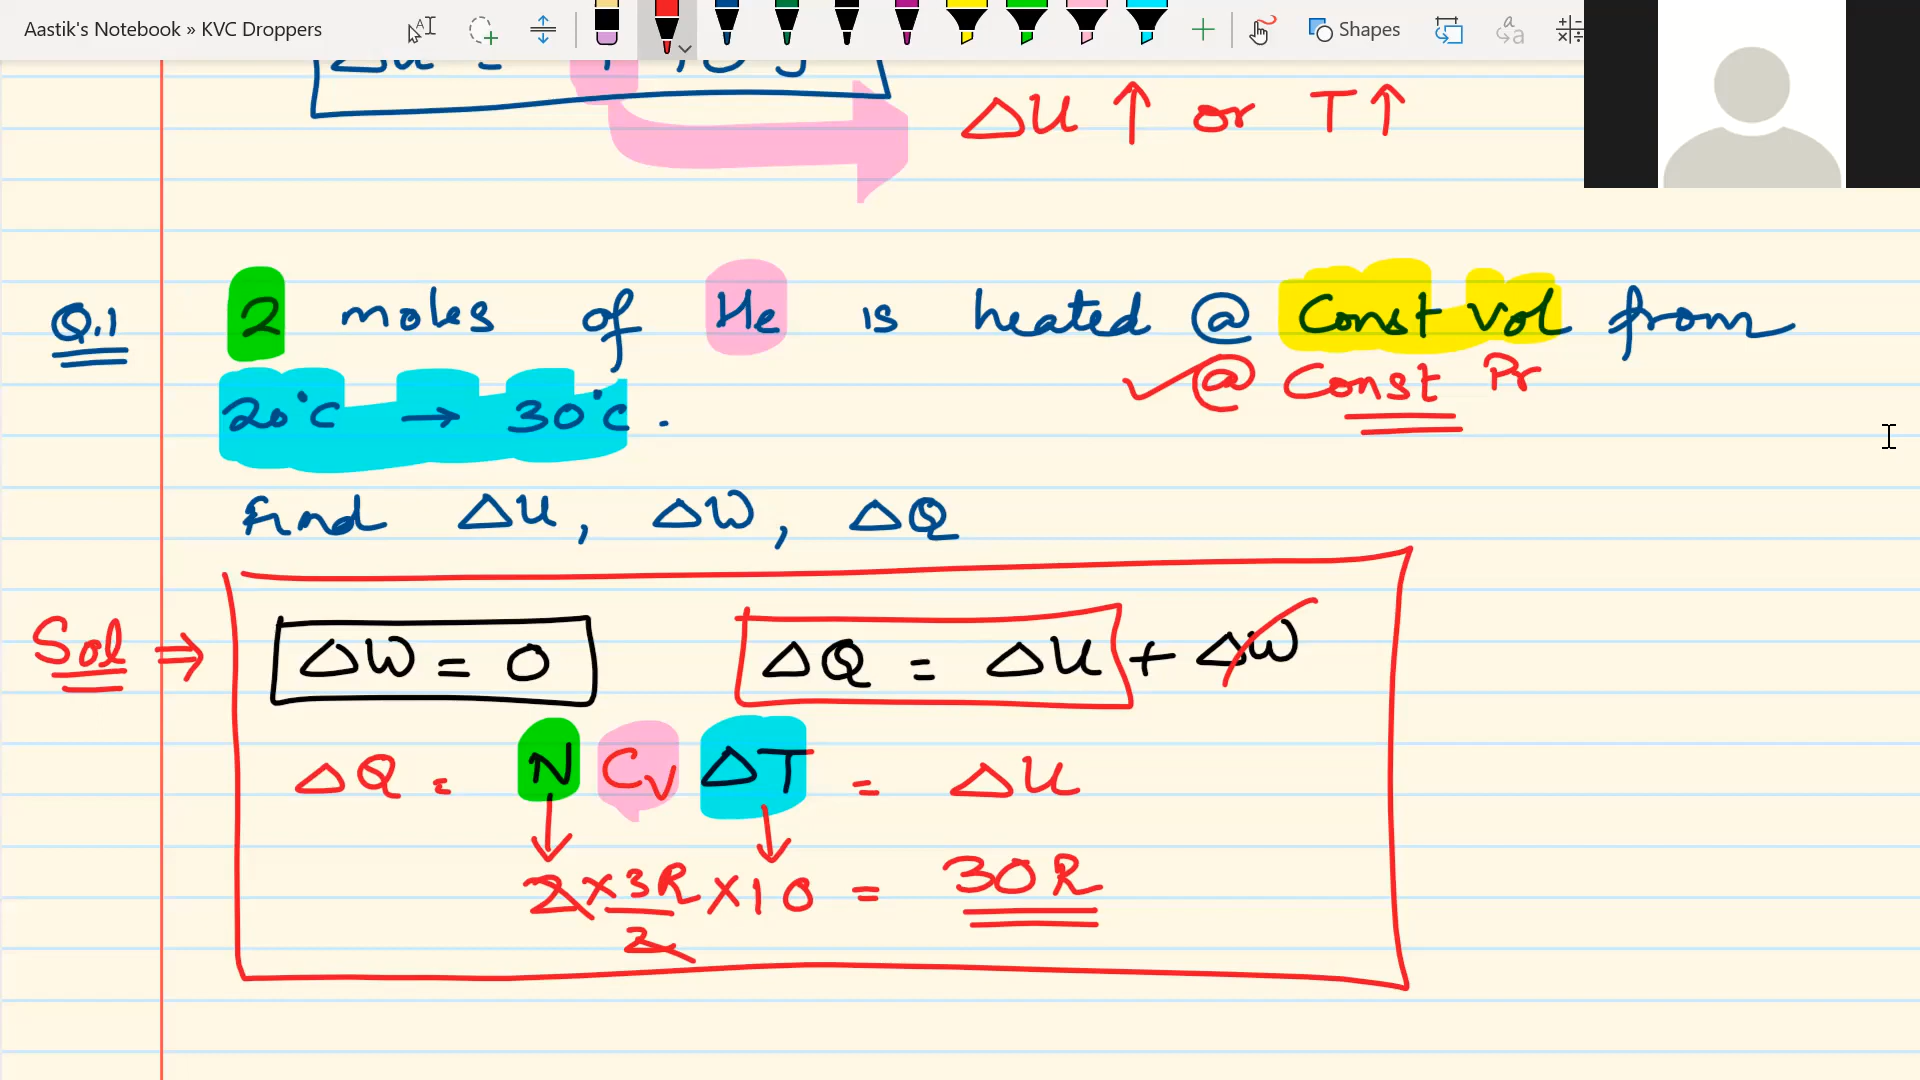 Aastik's Notebook » KVC Droppers
Shapes
ΔU ↑ or T ↑
Q.1 2 moles of He is heated @ Const Vol from
✓@ Const Pr
20°C → 30°C.
find ΔU, ΔW, ΔQ
Sol ⇒ ΔW = 0 ΔQ = ΔU + ΔW
ΔQ = N Cv ΔT = ΔU
2 × 3R/2 × 10 = 30R